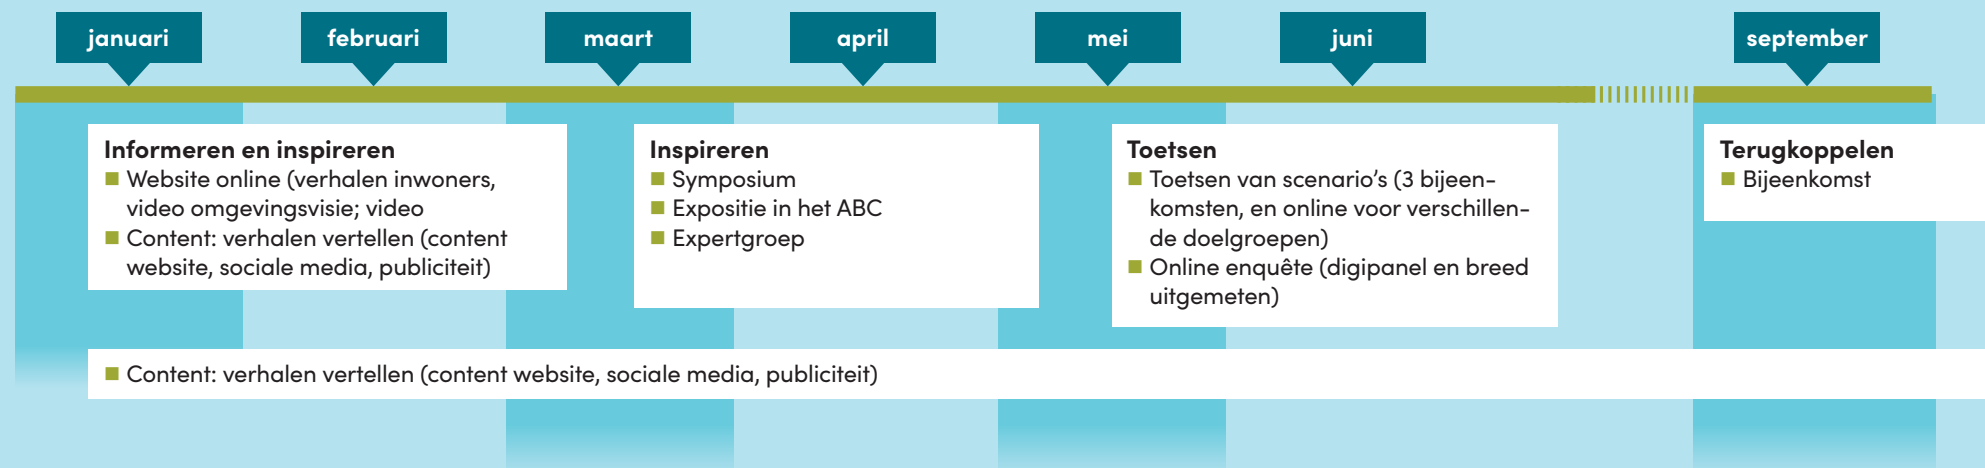 januari
februari
maart
april
mei
juni
september
Informeren en inspireren
Website online (verhalen inwoners,
video omgevingsvisie; video
Content: verhalen vertellen (content
website, sociale media, publiciteit)
Inspireren
Symposium
Expositie in het ABC
Expertgroep
Toetsen
Toetsen van scenario's (3 bijeen-
komsten, en online voor verschillen-
de doelgroepen)
Online enquête (digipanel en breed
uitgemeten)
Terugkoppelen
Bijeenkomst
Content: verhalen vertellen (content website, sociale media, publiciteit)